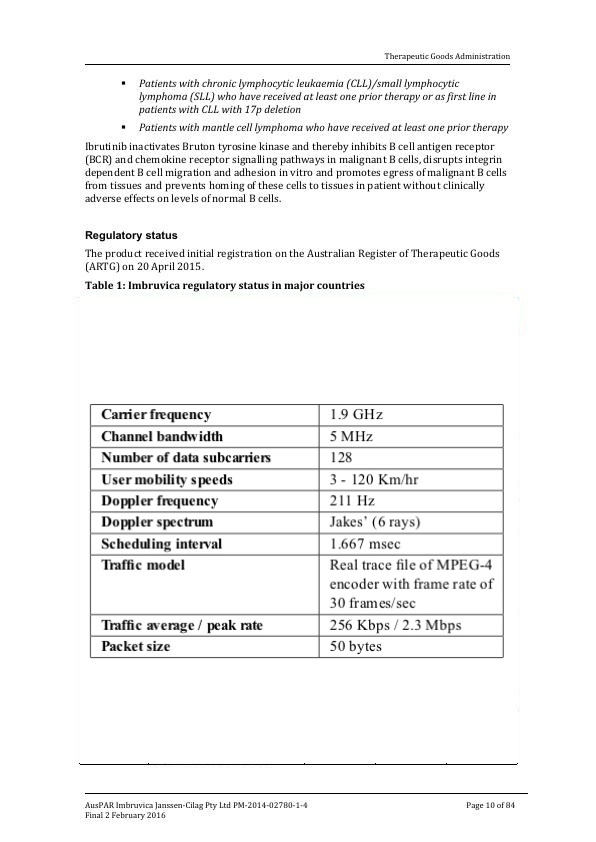 Therapeutic Goods Administration
▪ Patients with chronic lymphocytic leukaemia (CLL)/small lymphocytic
lymphoma (SLL) who have received at least one prior therapy or as first line in
patients with CLL with 17p deletion
▪ Patients with mantle cell lymphoma who have received at least one prior therapy
Ibrutinib inactivates Bruton tyrosine kinase and thereby inhibits B cell antigen receptor
(BCR) and chemokine receptor signalling pathways in malignant B cells, disrupts integrin
dependent B cell migration and adhesion in vitro and promotes egress of malignant B cells
from tissues and prevents homing of these cells to tissues in patient without clinically
adverse effects on levels of normal B cells.
Regulatory status
The product received initial registration on the Australian Register of Therapeutic Goods
(ARTG) on 20 April 2015.
Table 1: Imbruvica regulatory status in major countries
Carrier frequency 1.9 GHz
Channel bandwidth 5 MHz
Number of data subcarriers 128
User mobility speeds 3 - 120 Km/hr
Doppler frequency 211 Hz
Doppler spectrum Jakes' (6 rays)
Scheduling interval 1.667 msec
Traffic model Real trace file of MPEG-4
encoder with frame rate of
30 frames/sec
Traffic average / peak rate 256 Kbps / 2.3 Mbps
Packet size 50 bytes
AusPAR Imbruvica Janssen-Cilag Pty Ltd PM-2014-02780-1-4 Page 10 of 84
Final 2 February 2016